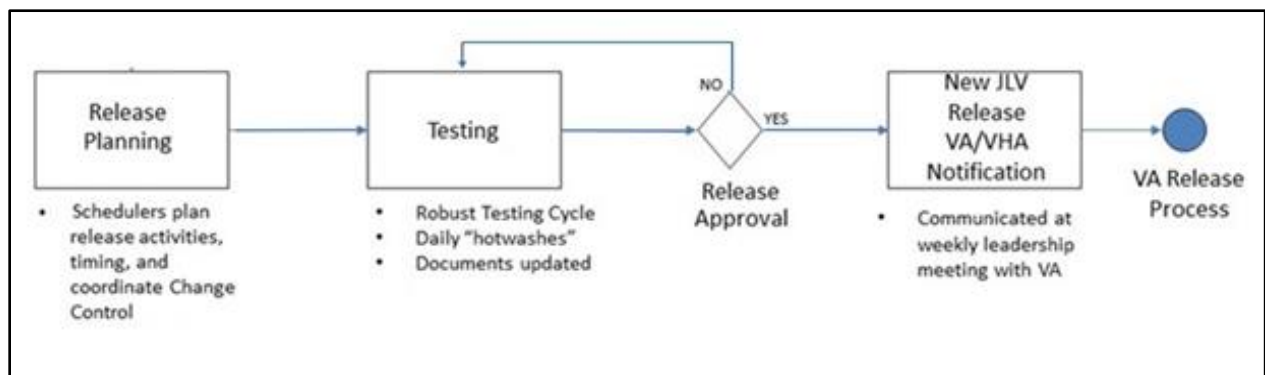 Release
Planning
• Schedulers plan
release activities,
timing, and
coordinate Change
Control
Testing
• Robust Testing Cycle
• Daily "hotwashes"
• Documents updated
NO
YES
Release
Approval
New JLV
Release
VA/VHA
Notification
• Communicated at
weekly leadership
meeting with VA
VA Release
Process